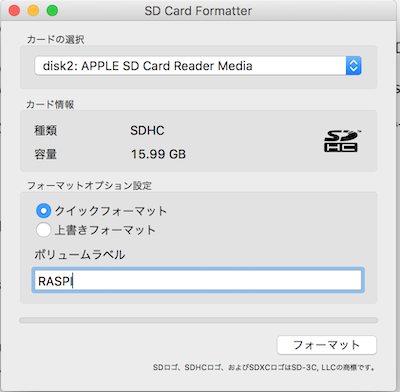 SD Card Formatter
カードの選択
disk2: APPLE SD Card Reader Media
カード情報
種類 SDHC
容量 15.99 GB
SD HC
フォーマットオプション設定
クイックフォーマット
上書きフォーマット
ボリュームラベル
RASPI
フォーマット
SDロゴ、SDHCロゴ、およびSDXCロゴはSD-3C, LLCの商標です。